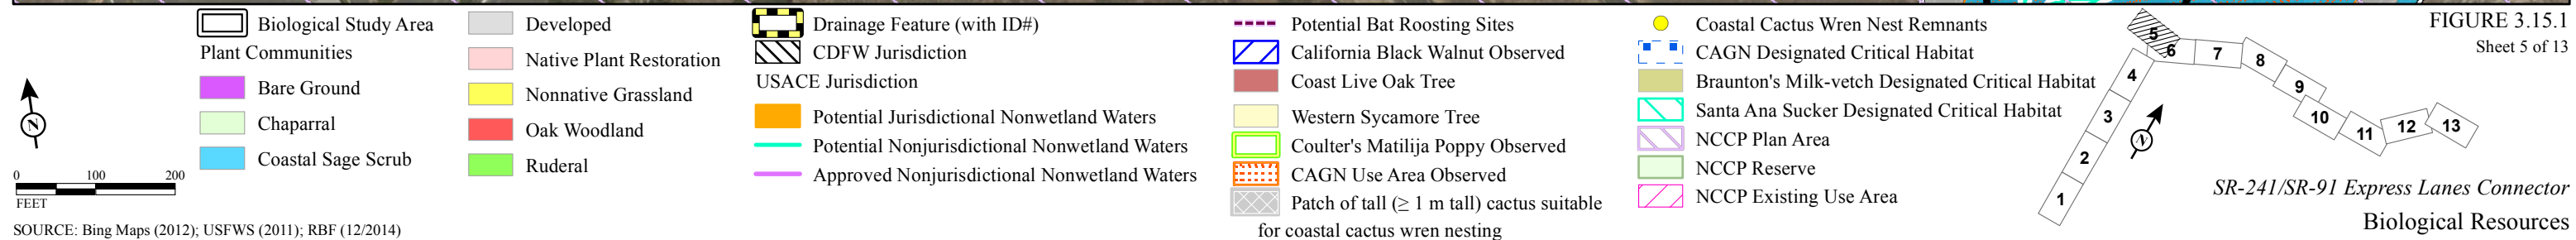 Biological Study Area
Plant Communities
Bare Ground
Chaparral
Coastal Sage Scrub
Developed
Native Plant Restoration
Nonnative Grassland
Oak Woodland
Ruderal
Drainage Feature (with ID#)
CDFW Jurisdiction
USACE Jurisdiction
Potential Jurisdictional Nonwetland Waters
Potential Nonjurisdictional Nonwetland Waters
Approved Nonjurisdictional Nonwetland Waters
Potential Bat Roosting Sites
California Black Walnut Observed
Coast Live Oak Tree
Western Sycamore Tree
Coulter's Matilija Poppy Observed
CAGN Use Area Observed
Patch of tall (≥ 1 m tall) cactus suitable
for coastal cactus wren nesting
Coastal Cactus Wren Nest Remnants
CAGN Designated Critical Habitat
Braunton's Milk-vetch Designated Critical Habitat
Santa Ana Sucker Designated Critical Habitat
NCCP Plan Area
NCCP Reserve
NCCP Existing Use Area
N
0 100 200
FEET
SOURCE: Bing Maps (2012); USFWS (2011); RBF (12/2014)
5
6
7
8
4
9
3
10
11
12
13
N
2
1
FIGURE 3.15.1
Sheet 5 of 13
SR-241/SR-91 Express Lanes Connector
Biological Resources